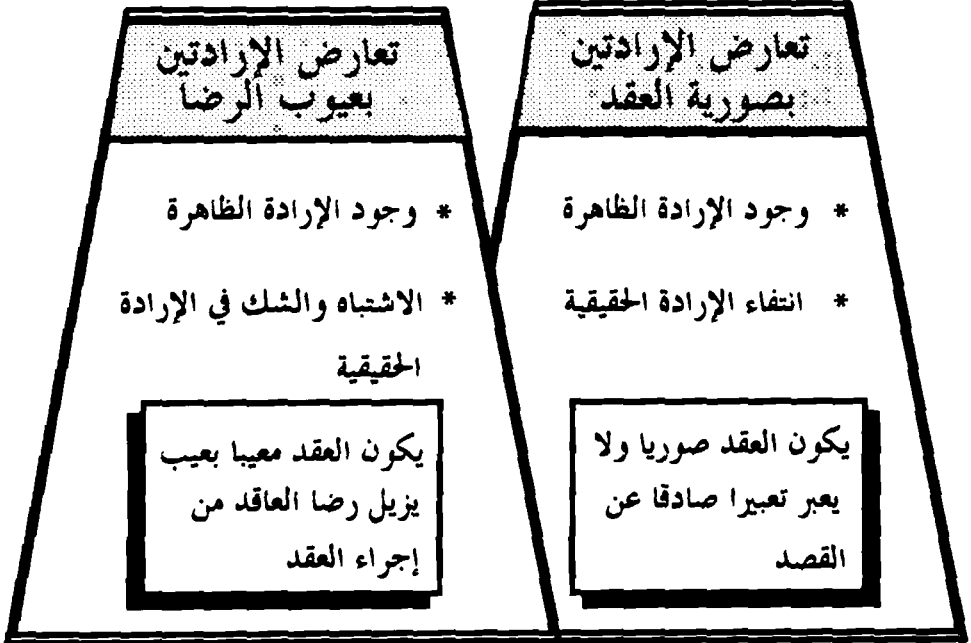 تعارض الإرادتين
بصورية العقد
* وجود الإرادة الظاهرة
* انتفاء الإرادة الحقيقية
يكون العقد صوريا ولا
يعبر تعبيرا صادقا عن
القصد
تعارض الإرادتين
بعيوب الرضا
* وجود الإرادة الظاهرة
* الاشتباه والشك في الإرادة
الحقيقية
يكون العقد معيبا بعيب
يزيل رضا العاقد من
إجراء العقد